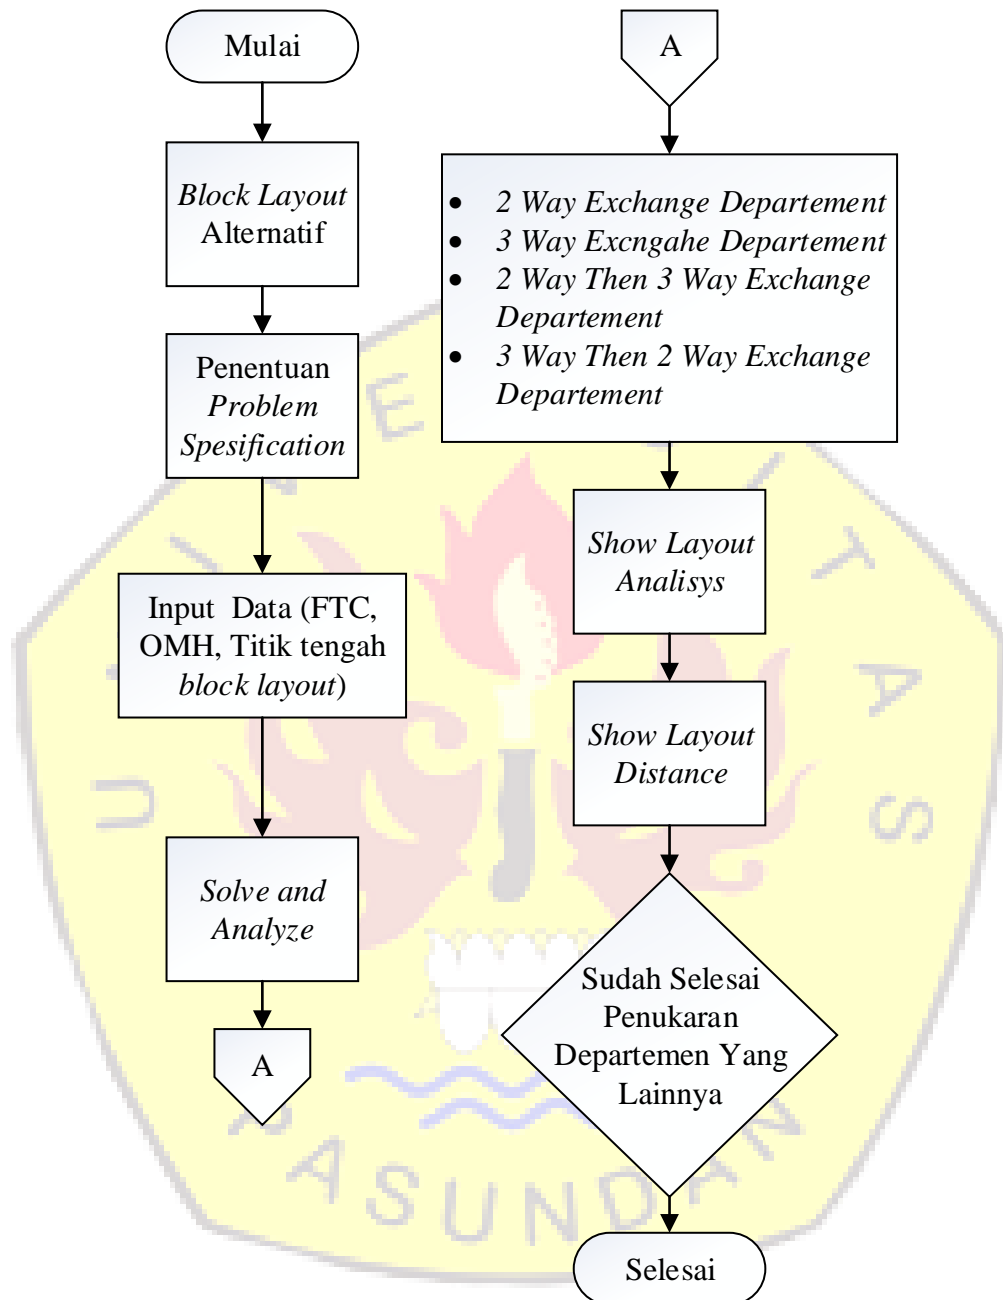 Mulai
Block Layout
Alternatif
Penentuan
Problem
Spesification
Input Data (FTC,
OMH, Titik tengah
block layout)
Solve and
Analyze
A
A
• 2 Way Exchange Departement
• 3 Way Excngahe Departement
• 2 Way Then 3 Way Exchange
Departement
• 3 Way Then 2 Way Exchange
Departement
Show Layout
Analisys
Show Layout
Distance
Sudah Selesai
Penukaran
Departemen Yang
Lainnya
Selesai
PASUNDAN